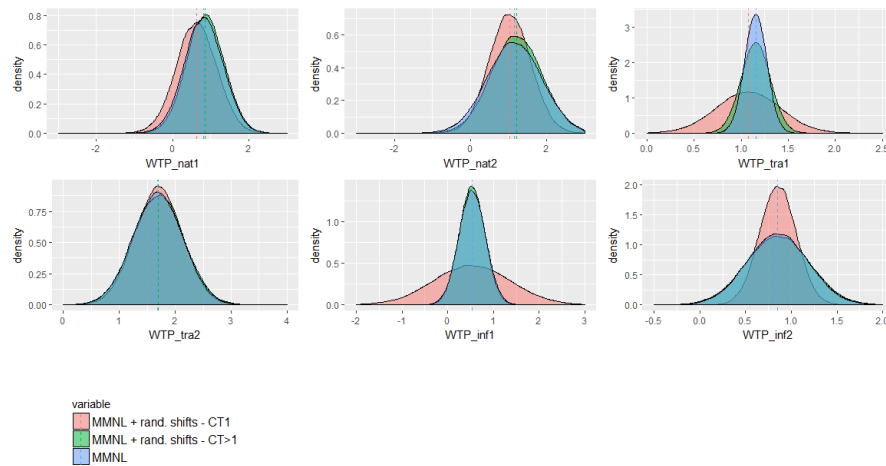 0.8
0.6
0.4
0.2
0.0
density
-2 0 2
WTP_nat1
0.8
0.6
0.4
0.2
0.0
density
-2 0 2
WTP_nat2
3
2
1
0
density
0.0 0.5 1.0 1.5 2.0 2.5
WTP_tra1
0.75
0.50
0.25
0.00
density
0 1 2 3 4
WTP_tra2
1.0
0.5
0.0
density
-2 -1 0 1 2 3
WTP_inf1
2.0
1.5
1.0
0.5
0.0
density
-0.5 0.0 0.5 1.0 1.5 2.0
WTP_inf2
variable
MMNL + rand. shifts - CT1
MMNL + rand. shifts - CT>1
MMNL